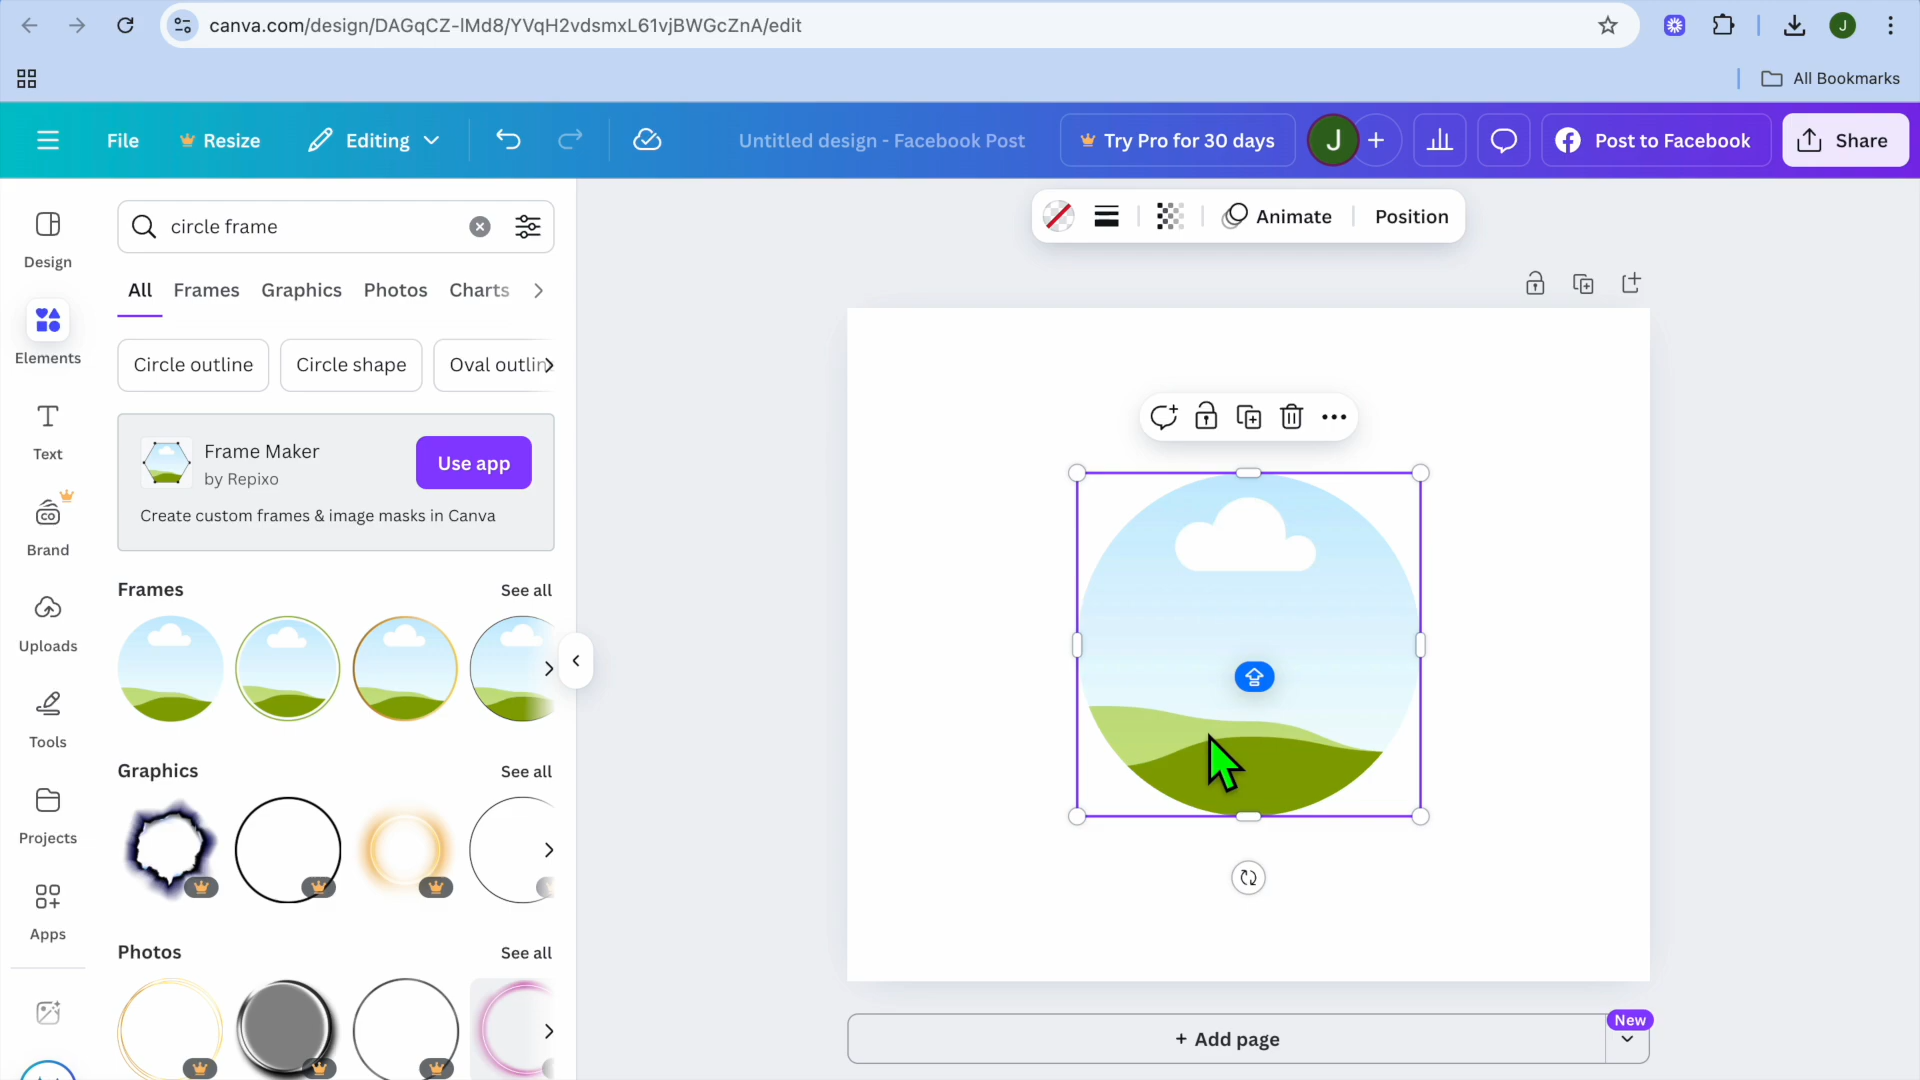 canva.com/design/DAGqCZ-lMd8/YVqH2vdsmxL61vjBWGcZnA/edit
J
All Bookmarks
File
Resize
Editing
Untitled design - Facebook Post
Try Pro for 30 days
J
+
Post to Facebook
Share
circle frame
Animate
Position
Design
All
Frames
Graphics
Photos
Charts
Elements
Circle outline
Circle shape
Oval outlin
Text
Frame Maker
by Repixo
Use app
Create custom frames & image masks in Canva
CO
Brand
Frames
See all
Uploads
Tools
Graphics
See all
Projects
Apps
Photos
See all
New
+ Add page